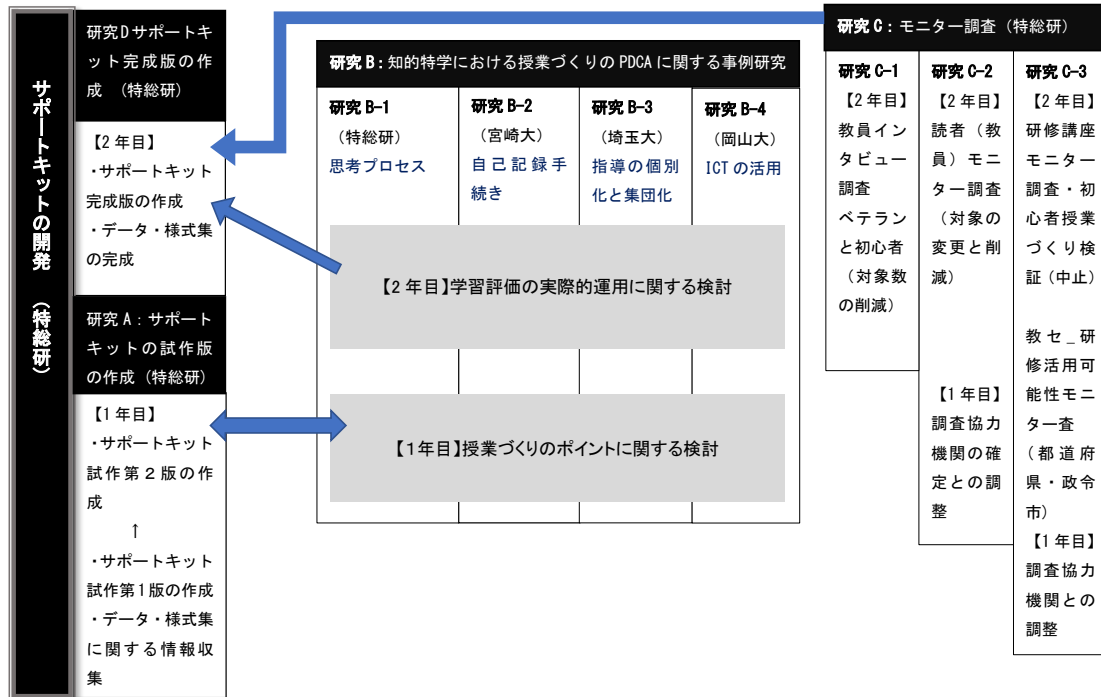 サポートキットの開発 (特総研)
研究Dサポートキ
ット完成版の作
成 (特総研)
【2年目】
・サポートキット
完成版の作成
・データ・様式集
の完成
研究A:サポート
キットの試作版
の作成(特総研)
【1年目】
・サポートキット
試作第2版の作
成
↑
・サポートキット
試作第1版の作成
・データ・様式集
に関する情報収
集
研究B:知的特学における授業づくりのPDCAに関する事例研究
研究B-1
(特総研)
思考プロセス
研究B-2
(宮崎大)
自己記録手
続き
研究B-3
(埼玉大)
指導の個別
化と集団化
研究B-4
(岡山大)
ICTの活用
【2年目】学習評価の実際的運用に関する検討
【1年目】授業づくりのポイントに関する検討
研究C:モニター調査(特総研)
研究C-1
【2年目】
教員イン
タビュー
調査
ベテラン
と初心者
(対象数
の削減)
研究C-2
【2年目】
読者(教
員)モニ
ター調査
(対象の
変更と削
減)
【1年目】
調査協力
機関の確
定との調
整
研究C-3
【2年目】
研修講座
モニター
調査・初
心者授業
づくり検
証(中止)
教セ_研
修活用可
能性モニ
ター査
(都道府
県・政令
市)
【1年目】
調査協力
機関との
調整